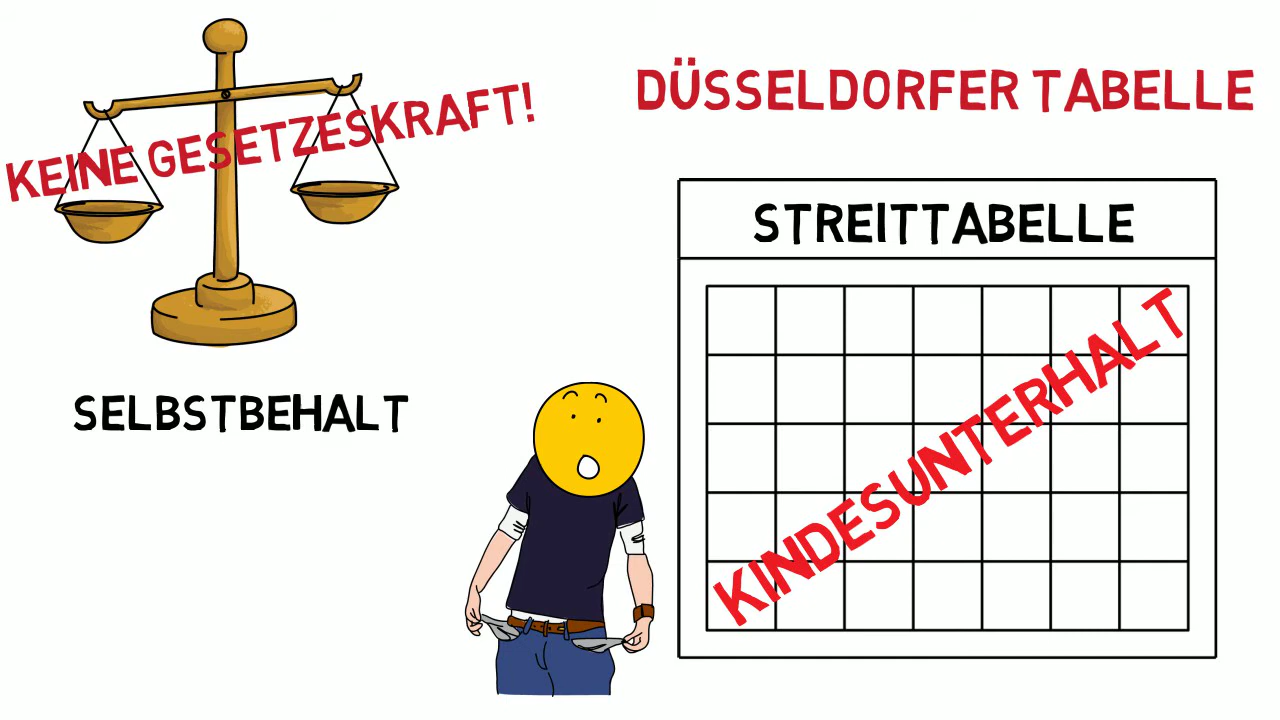 KEINE GESETZESKRAFT!
DÜSSELDORFER TABELLE
STREITTABELLE
KINDESUNTERHALT
SELBSTBEHALT